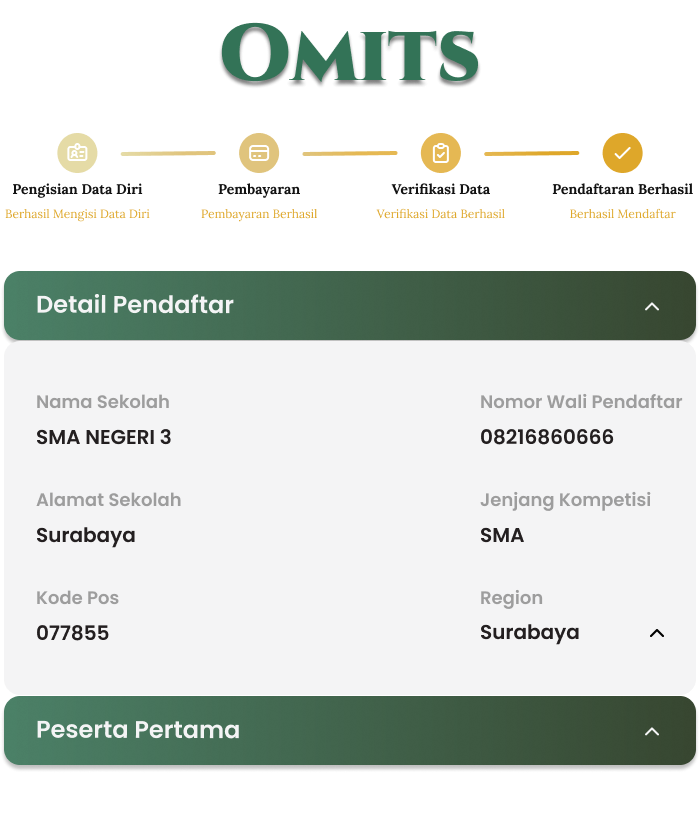 OMITS
Pengisian Data Diri
Berhasil Mengisi Data Diri
Pembayaran
Pembayaran Berhasil
Verifikasi Data
Verifikasi Data Berhasil
Pendaftaran Berhasil
Berhasil Mendaftar
Detail Pendaftar
Nama Sekolah
SMA NEGERI 3
Nomor Wali Pendaftar
08216860666
Alamat Sekolah
Surabaya
Jenjang Kompetisi
SMA
Kode Pos
077855
Region
Surabaya
Peserta Pertama